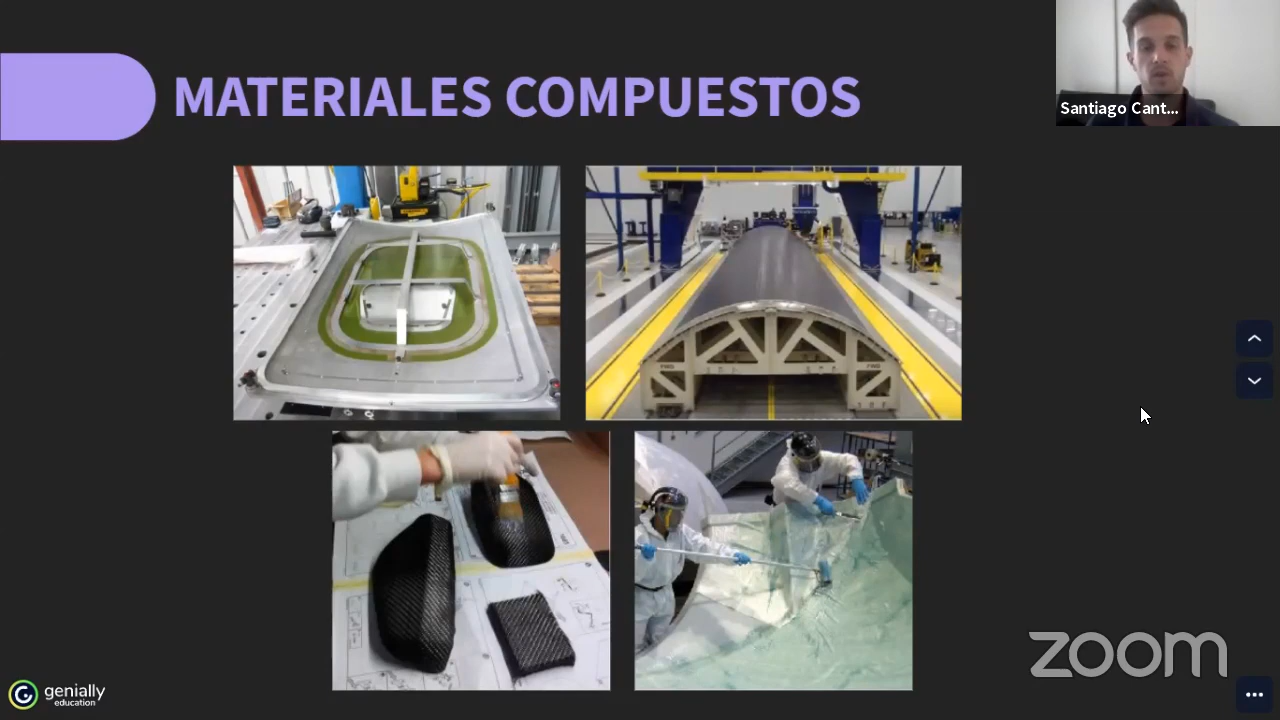 MATERIALES COMPUESTOS
Santiago Cant...
zoom
genially
education